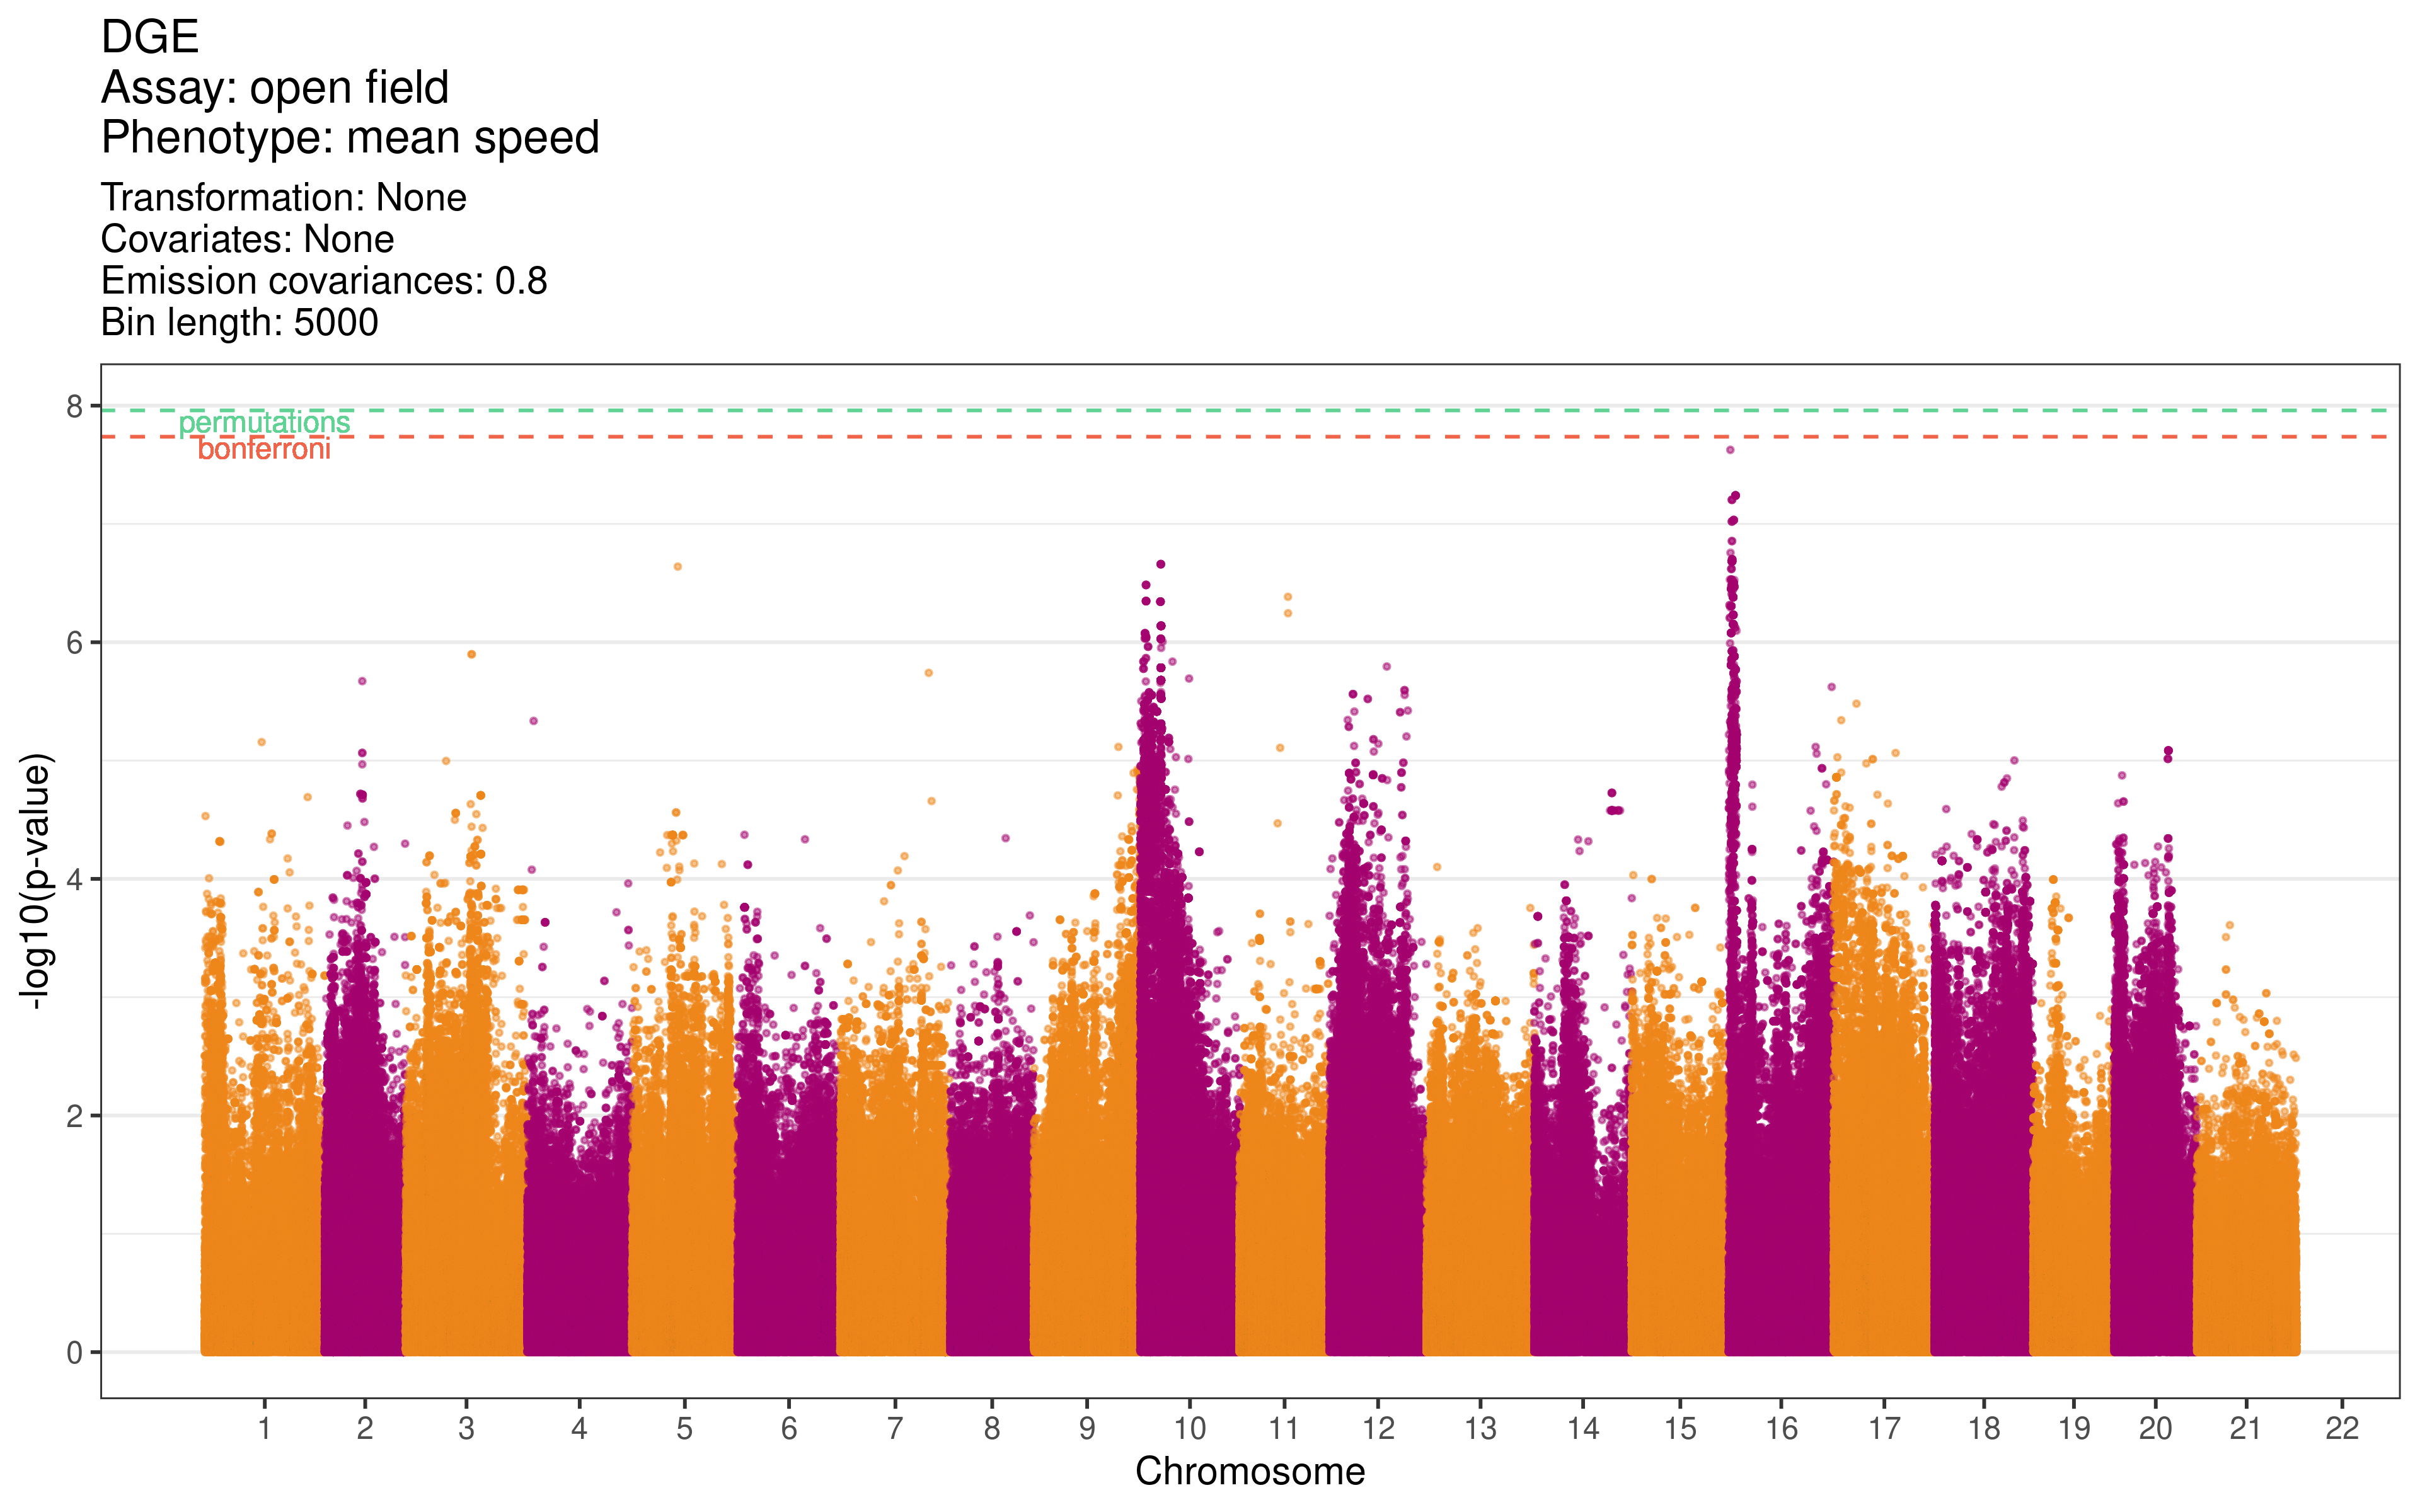 DGE
Assay: open field
Phenotype: mean speed
Transformation: None
Covariates: None
Emission covariances: 0.8
Bin length: 5000
8
permutations
bonferroni
6
4
2
0
-log10(p-value)
1 2 3 4 5 6 7 8 9 10 11 12 13 14 15 16 17 18 19 20 21 22
Chromosome